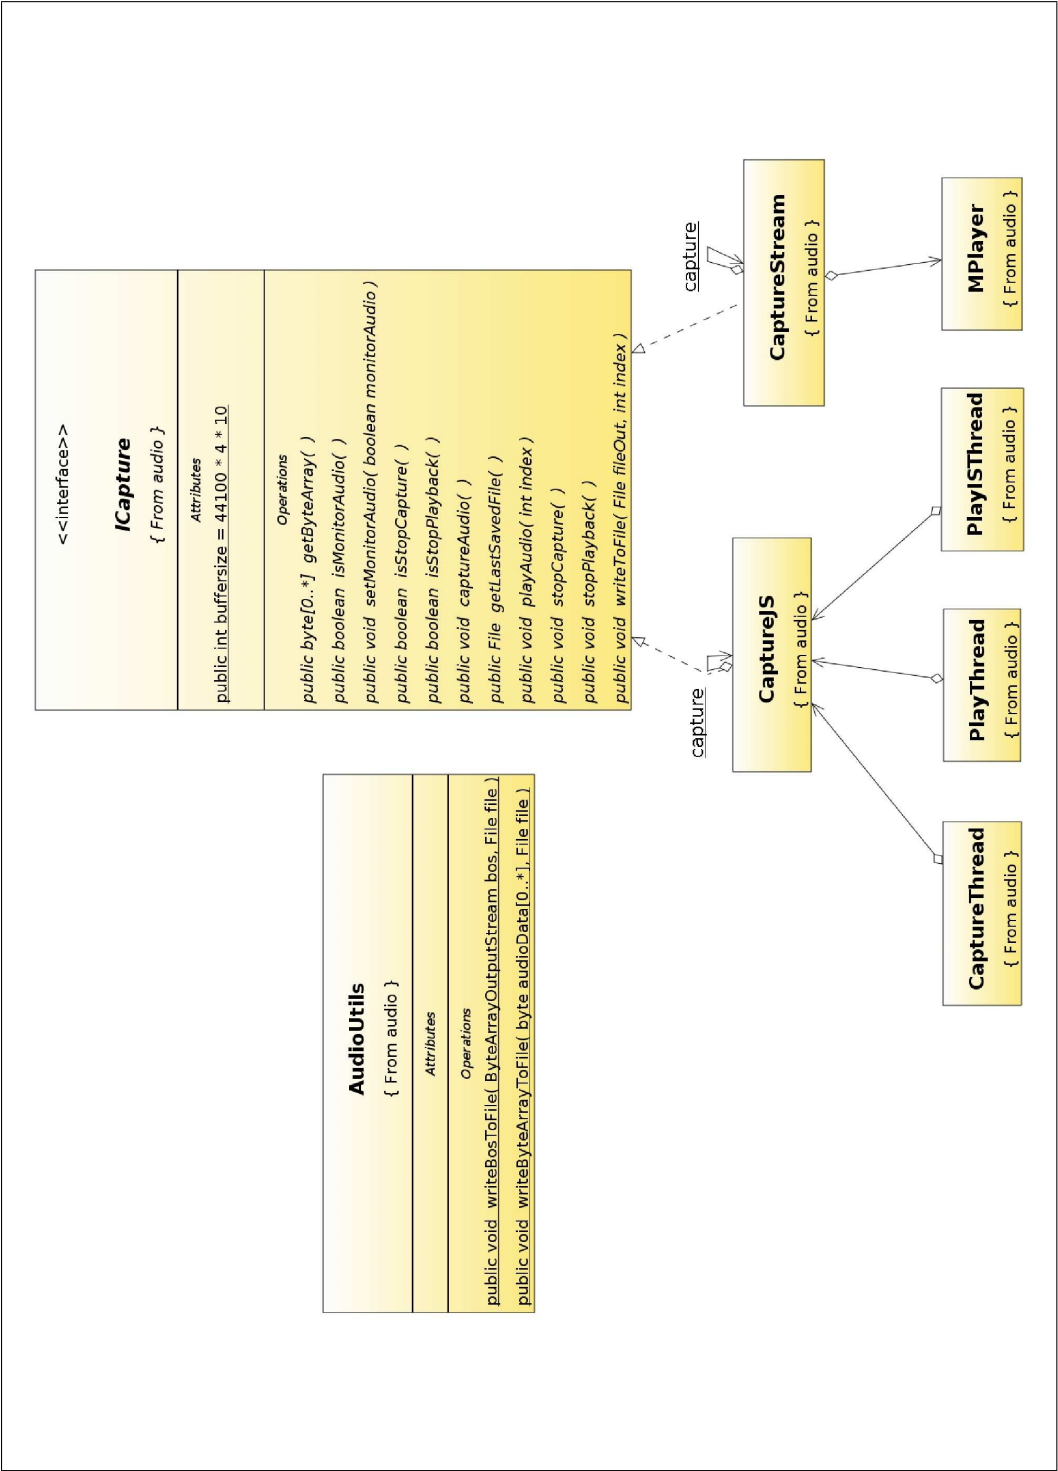 <<interface>>
ICapture
{ From audio }
Attributes
public int buffersize = 44100 * 4 * 10
Operations
public byte[0..*]  getByteArray(  )
public boolean  isMonitorAudio(  )
public void  setMonitorAudio( boolean monitorAudio )
public boolean  isStopCapture(  )
public boolean  isStopPlayback(  )
public void  captureAudio(  )
public File  getLastSavedFile(  )
public void  playAudio( int index )
public void  stopCapture(  )
public void  stopPlayback(  )
public void  writeToFile( File fileOut, int index )
AudioUtils
{ From audio }
Attributes
Operations
public void  writeBosToFile( ByteArrayOutputStream bos, File file )
public void  writeByteArrayToFile( byte audioData[0..*], File file )
capture
capture
CaptureJS
{ From audio }
CaptureStream
{ From audio }
CaptureThread
{ From audio }
PlayThread
{ From audio }
PlayISThread
{ From audio }
MPlayer
{ From audio }